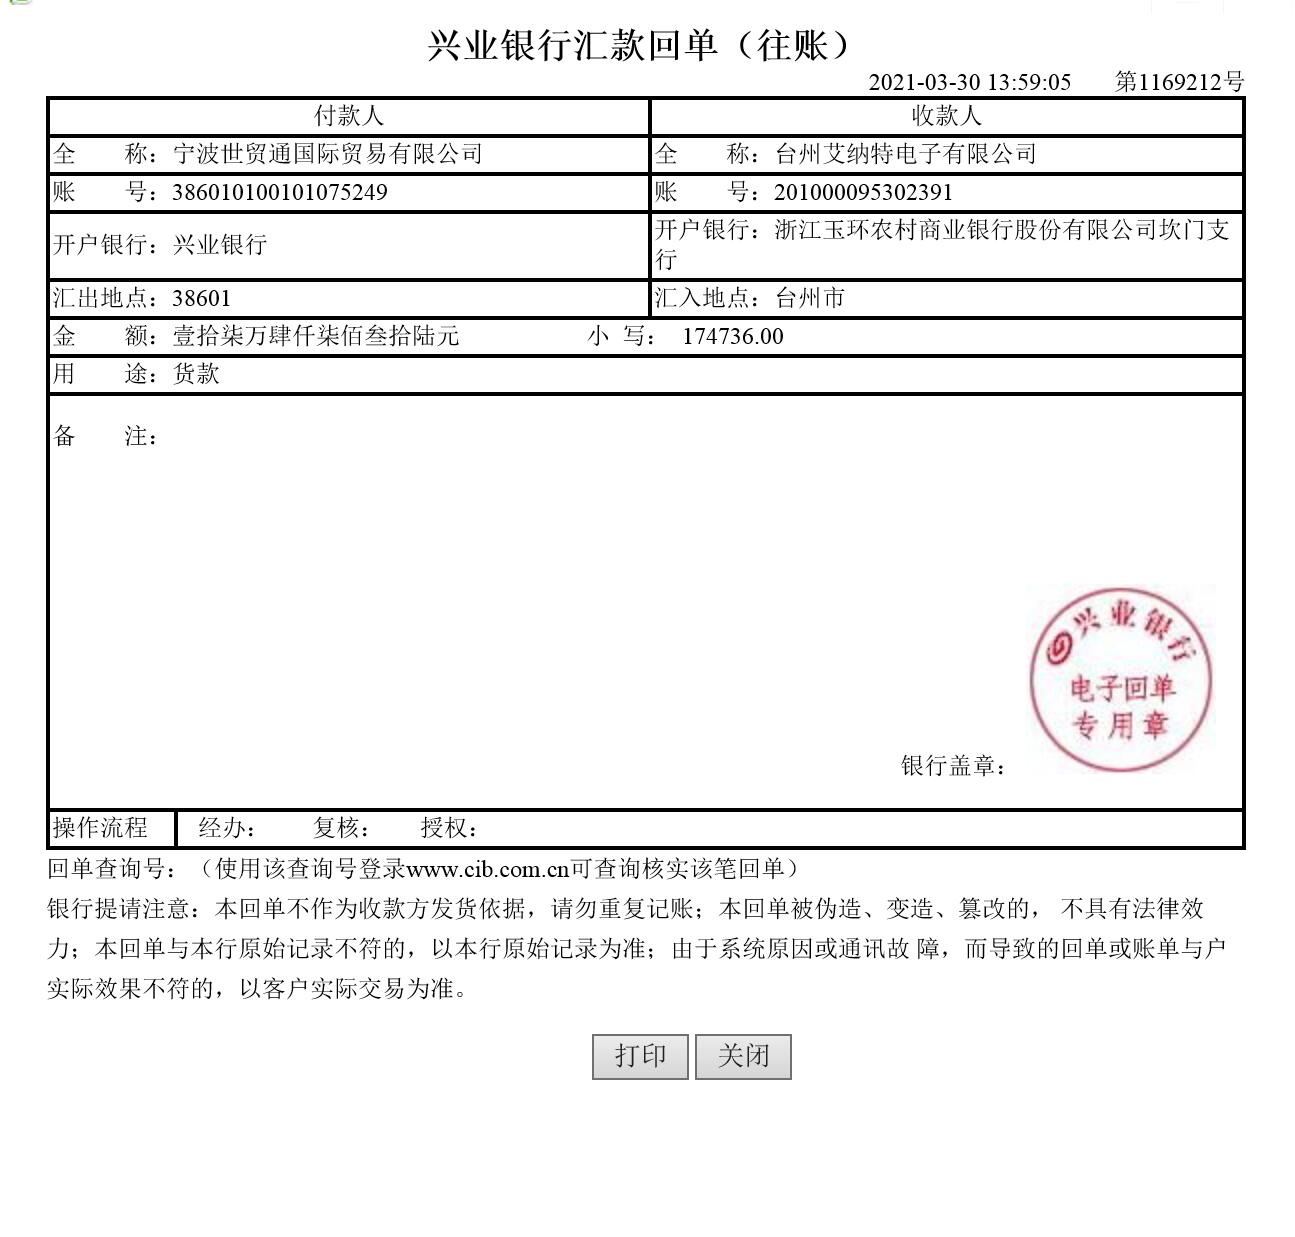 兴业银行汇款回单（往账）
2021-03-30 13:59:05 第1169212号
付款人 收款人
全 称：宁波世贸通国际贸易有限公司 全 称：台州艾纳特电子有限公司
账 号：386010100101075249 账 号：201000095302391
开户银行：兴业银行 开户银行：浙江玉环农村商业银行股份有限公司坎门支
行
汇出地点：38601 汇入地点：台州市
金 额：壹拾柒万肆仟柒佰叁拾陆元 小 写： 174736.00
用 途：货款
备 注：
兴业银行
电子回单
专用章
银行盖章：
操作流程 经办： 复核： 授权：
回单查询号：（使用该查询号登录www.cib.com.cn可查询核实该笔回单）
银行提请注意：本回单不作为收款方发货依据，请勿重复记账；本回单被伪造、变造、篡改的， 不具有法律效
力；本回单与本行原始记录不符的，以本行原始记录为准；由于系统原因或通讯故 障，而导致的回单或账单与户
实际效果不符的，以客户实际交易为准。
打印 关闭